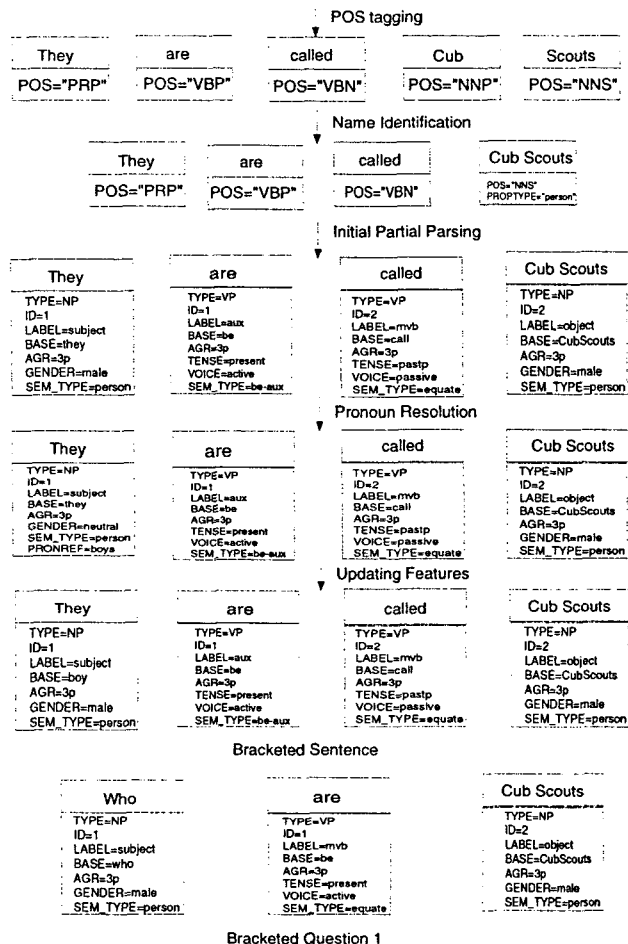 POS tagging
They are called Cub Scouts
POS="PRP" POS="VBP" POS="VBN" POS="NNP" POS="NNS"
Name Identification
They are called Cub Scouts
POS="PRP" POS="VBP" POS="VBN" POS="NNS"
PROPTYPE="person"
Initial Partial Parsing
They
TYPE=NP
ID=1
LABEL=subject
BASE=they
AGR=3p
GENDER=male
SEM_TYPE=person
are
TYPE=VP
ID=1
LABEL=aux
BASE=be
AGR=3p
TENSE=present
VOICE=active
SEM_TYPE=be-aux
called
TYPE=VP
ID=2
LABEL=mvb
BASE=call
AGR=3p
TENSE=pastp
VOICE=passive
SEM_TYPE=equate
Cub Scouts
TYPE=NP
ID=2
LABEL=object
BASE=CubScouts
AGR=3p
GENDER=male
SEM_TYPE=person
Pronoun Resolution
They
TYPE=NP
ID=1
LABEL=subject
BASE=they
AGR=3p
GENDER=neutral
SEM_TYPE=person
PRONREF=boys
are
TYPE=VP
ID=1
LABEL=aux
BASE=be
AGR=3p
TENSE=present
VOICE=active
SEM_TYPE=be-aux
called
TYPE=VP
ID=2
LABEL=mvb
BASE=call
AGR=3p
TENSE=pastp
VOICE=passive
SEM_TYPE=equate
Cub Scouts
TYPE=NP
ID=2
LABEL=object
BASE=CubScouts
AGR=3p
GENDER=male
SEM_TYPE=person
Updating Features
They
TYPE=NP
ID=1
LABEL=subject
BASE=boy
AGR=3p
GENDER=male
SEM_TYPE=person
are
TYPE=VP
ID=1
LABEL=aux
BASE=be
AGR=3p
TENSE=present
VOICE=active
SEM_TYPE=be-aux
called
TYPE=VP
ID=2
LABEL=mvb
BASE=call
AGR=3p
TENSE=pastp
VOICE=passive
SEM_TYPE=equate
Cub Scouts
TYPE=NP
ID=2
LABEL=object
BASE=CubScouts
AGR=3p
GENDER=male
SEM_TYPE=person
Bracketed Sentence
Who
TYPE=NP
ID=1
LABEL=subject
BASE=who
AGR=3p
GENDER=male
SEM_TYPE=person
are
TYPE=VP
ID=1
LABEL=mvb
BASE=be
AGR=3p
TENSE=present
VOICE=active
SEM_TYPE=equate
Cub Scouts
TYPE=NP
ID=2
LABEL=object
BASE=CubScouts
AGR=3p
GENDER=male
SEM_TYPE=person
Bracketed Question 1